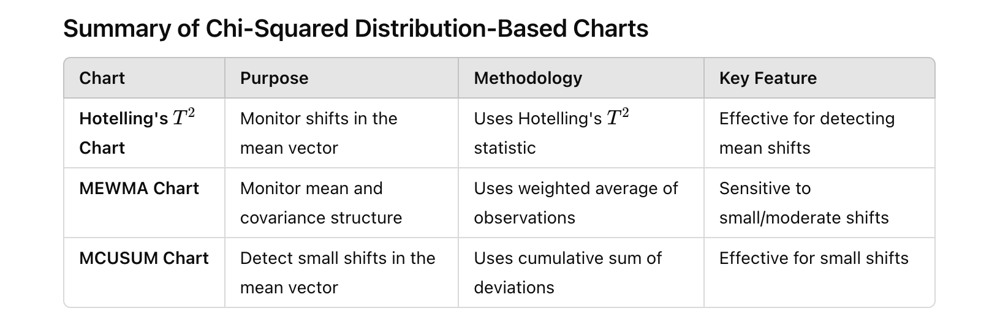 Summary of Chi-Squared Distribution-Based Charts
Chart Purpose Methodology Key Feature
Hotelling's T² Monitor shifts in the Uses Hotelling's T² Effective for detecting
Chart mean vector statistic mean shifts
MEWMA Chart Monitor mean and Uses weighted average of Sensitive to
covariance structure observations small/moderate shifts
MCUSUM Chart Detect small shifts in the Uses cumulative sum of Effective for small shifts
mean vector deviations